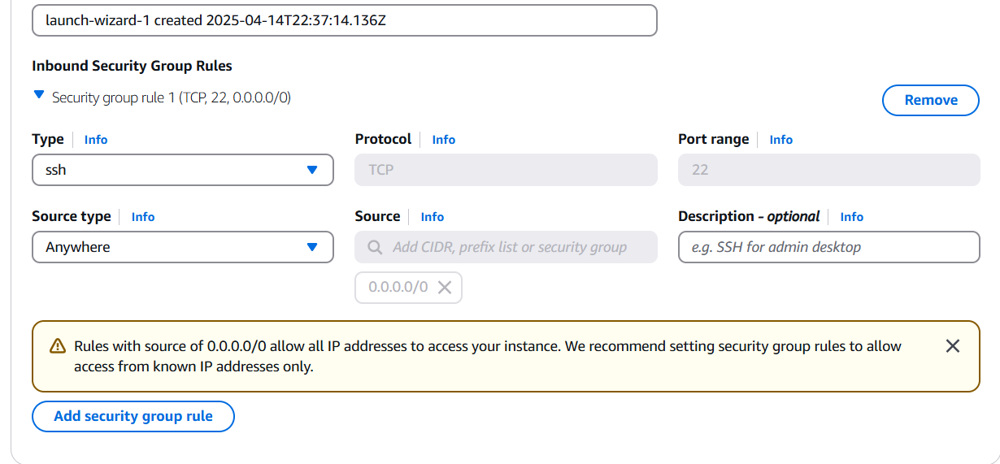 launch-wizard-1 created 2025-04-14T22:37:14.136Z
Inbound Security Group Rules
Security group rule 1 (TCP, 22, 0.0.0.0/0)
Remove
Type Info
Protocol Info
Port range Info
ssh
TCP
22
Source type Info
Source Info
Description - optional Info
Anywhere
Add CIDR, prefix list or security group
e.g. SSH for admin desktop
0.0.0.0/0
Rules with source of 0.0.0.0/0 allow all IP addresses to access your instance. We recommend setting security group rules to allow
access from known IP addresses only.
Add security group rule